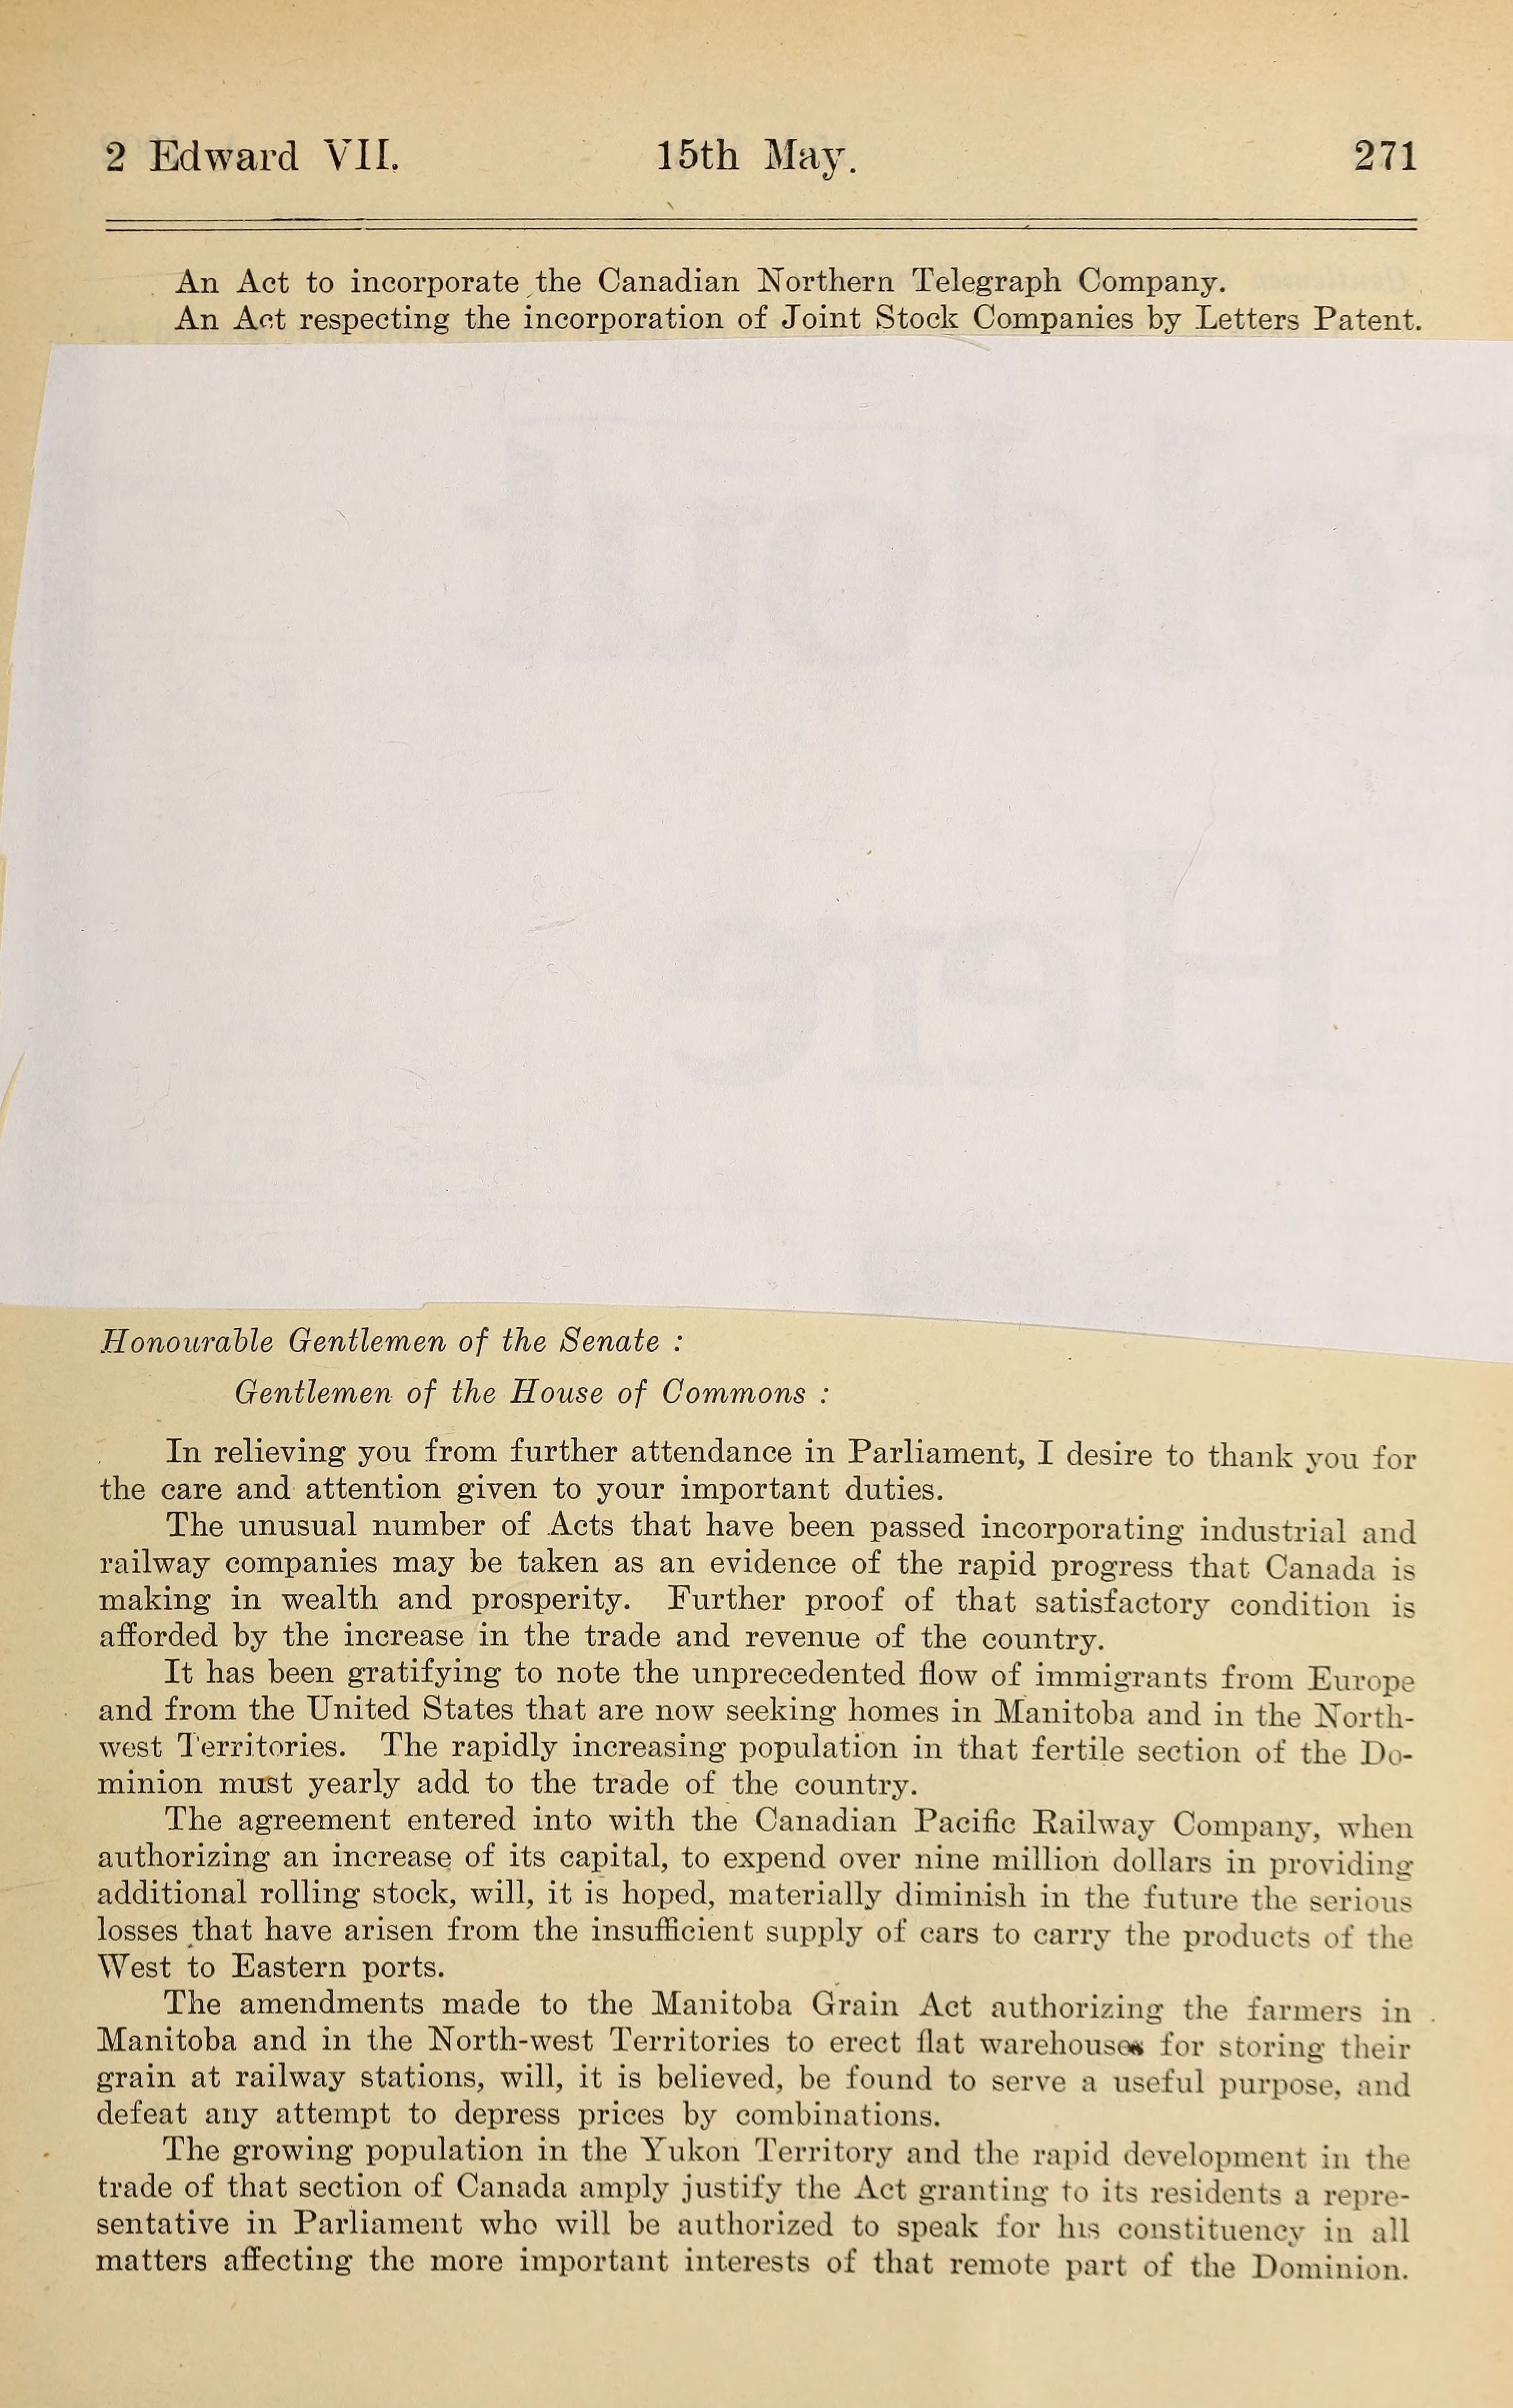 2 Edward VII. 15th May. 271
An Act to incorporate the Canadian Northern Telegraph Company.
An Act respecting the incorporation of Joint Stock Companies by Letters Patent.
Honourable Gentlemen of the Senate :
Gentlemen of the House of Commons :
In relieving you from further attendance in Parliament, I desire to thank you for
the care and attention given to your important duties.
The unusual number of Acts that have been passed incorporating industrial and
railway companies may be taken as an evidence of the rapid progress that Canada is
making in wealth and prosperity. Further proof of that satisfactory condition is
afforded by the increase in the trade and revenue of the country.
It has been gratifying to note the unprecedented flow of immigrants from Europe
and from the United States that are now seeking homes in Manitoba and in the North-
west Territories. The rapidly increasing population in that fertile section of the Do-
minion must yearly add to the trade of the country.
The agreement entered into with the Canadian Pacific Railway Company, when
authorizing an increase of its capital, to expend over nine million dollars in providing
additional rolling stock, will, it is hoped, materially diminish in the future the serious
losses that have arisen from the insufficient supply of cars to carry the products of the
West to Eastern ports.
The amendments made to the Manitoba Grain Act authorizing the farmers in
Manitoba and in the North-west Territories to erect flat warehouses for storing their
grain at railway stations, will, it is believed, be found to serve a useful purpose, and
defeat any attempt to depress prices by combinations.
The growing population in the Yukon Territory and the rapid development in the
trade of that section of Canada amply justify the Act granting to its residents a repre-
sentative in Parliament who will be authorized to speak for his constituency in all
matters affecting the more important interests of that remote part of the Dominion.